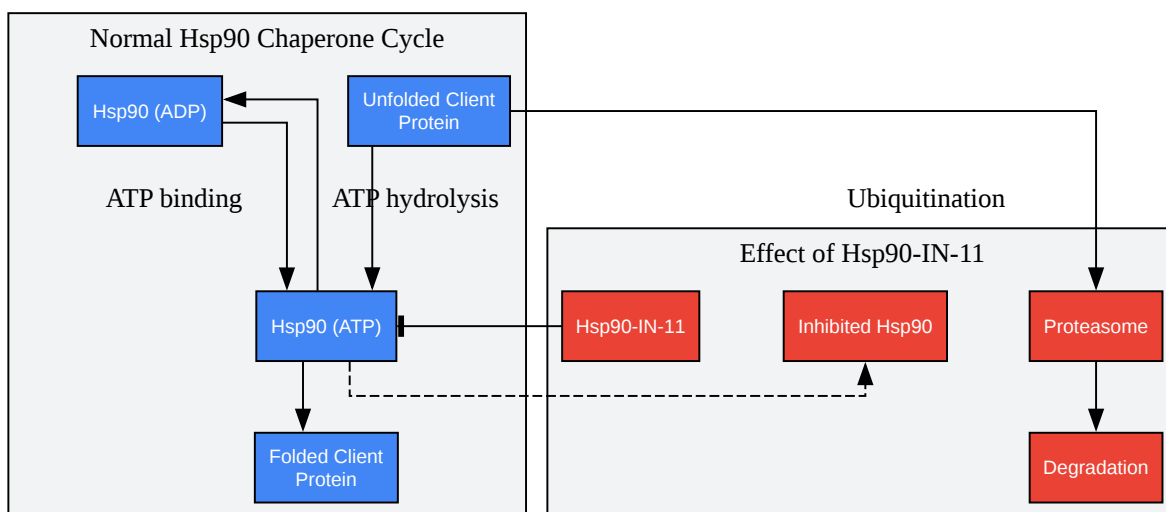 Normal Hsp90 Chaperone Cycle
Hsp90 (ADP)
Unfolded Client
Protein
ATP binding
ATP hydrolysis
Ubiquitination
Effect of Hsp90-IN-11
Hsp90 (ATP)
Hsp90-IN-11
Inhibited Hsp90
Proteasome
Folded Client
Protein
Degradation